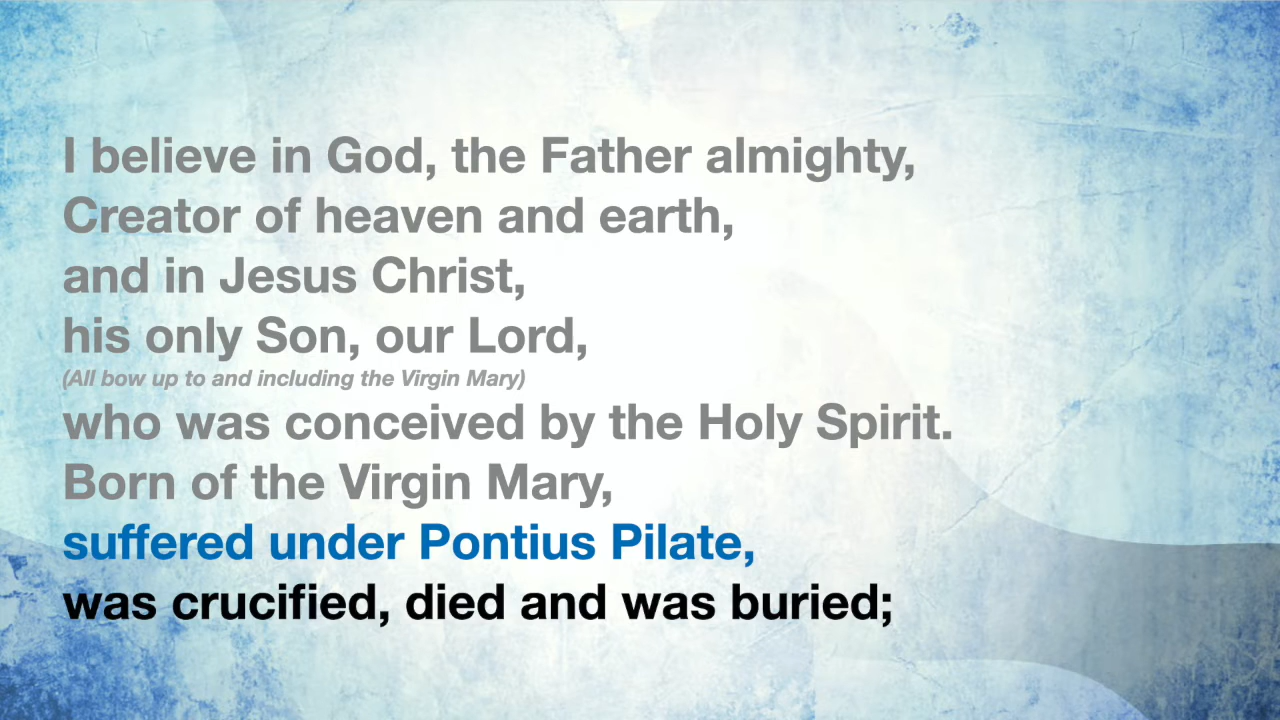 I believe in God, the Father almighty,
Creator of heaven and earth,
and in Jesus Christ,
his only Son, our Lord,
(All bow up to and including the Virgin Mary)
who was conceived by the Holy Spirit.
Born of the Virgin Mary,
suffered under Pontius Pilate,
was crucified, died and was buried;